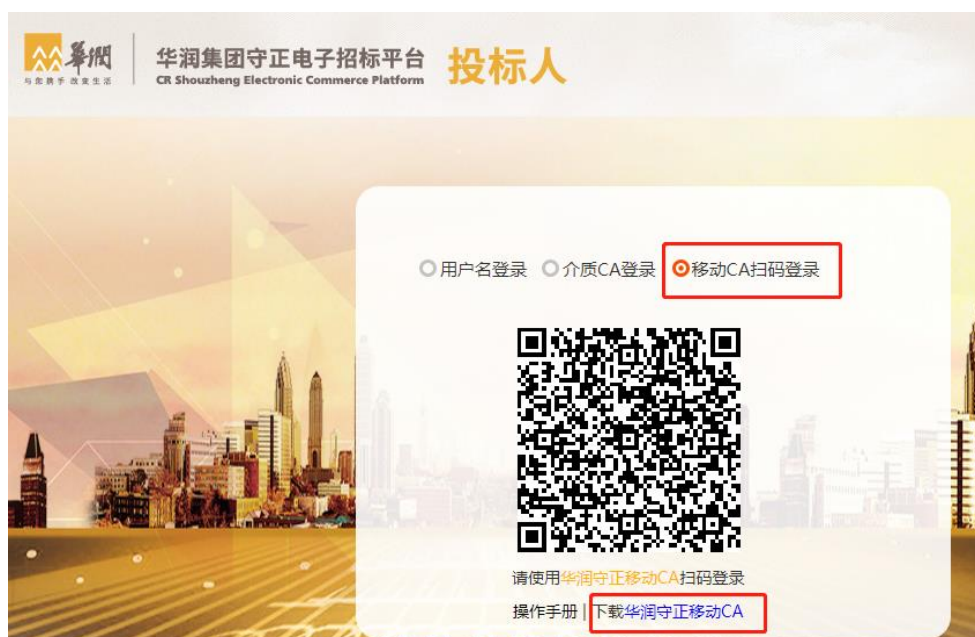 華潤
与您携手 改变生活
华润集团守正电子招标平台
CR Shouzheng Electronic Commerce Platform
投标人
用户名登录 介质CA登录 移动CA扫码登录
请使用华润守正移动CA扫码登录
操作手册 | 下载华润守正移动CA